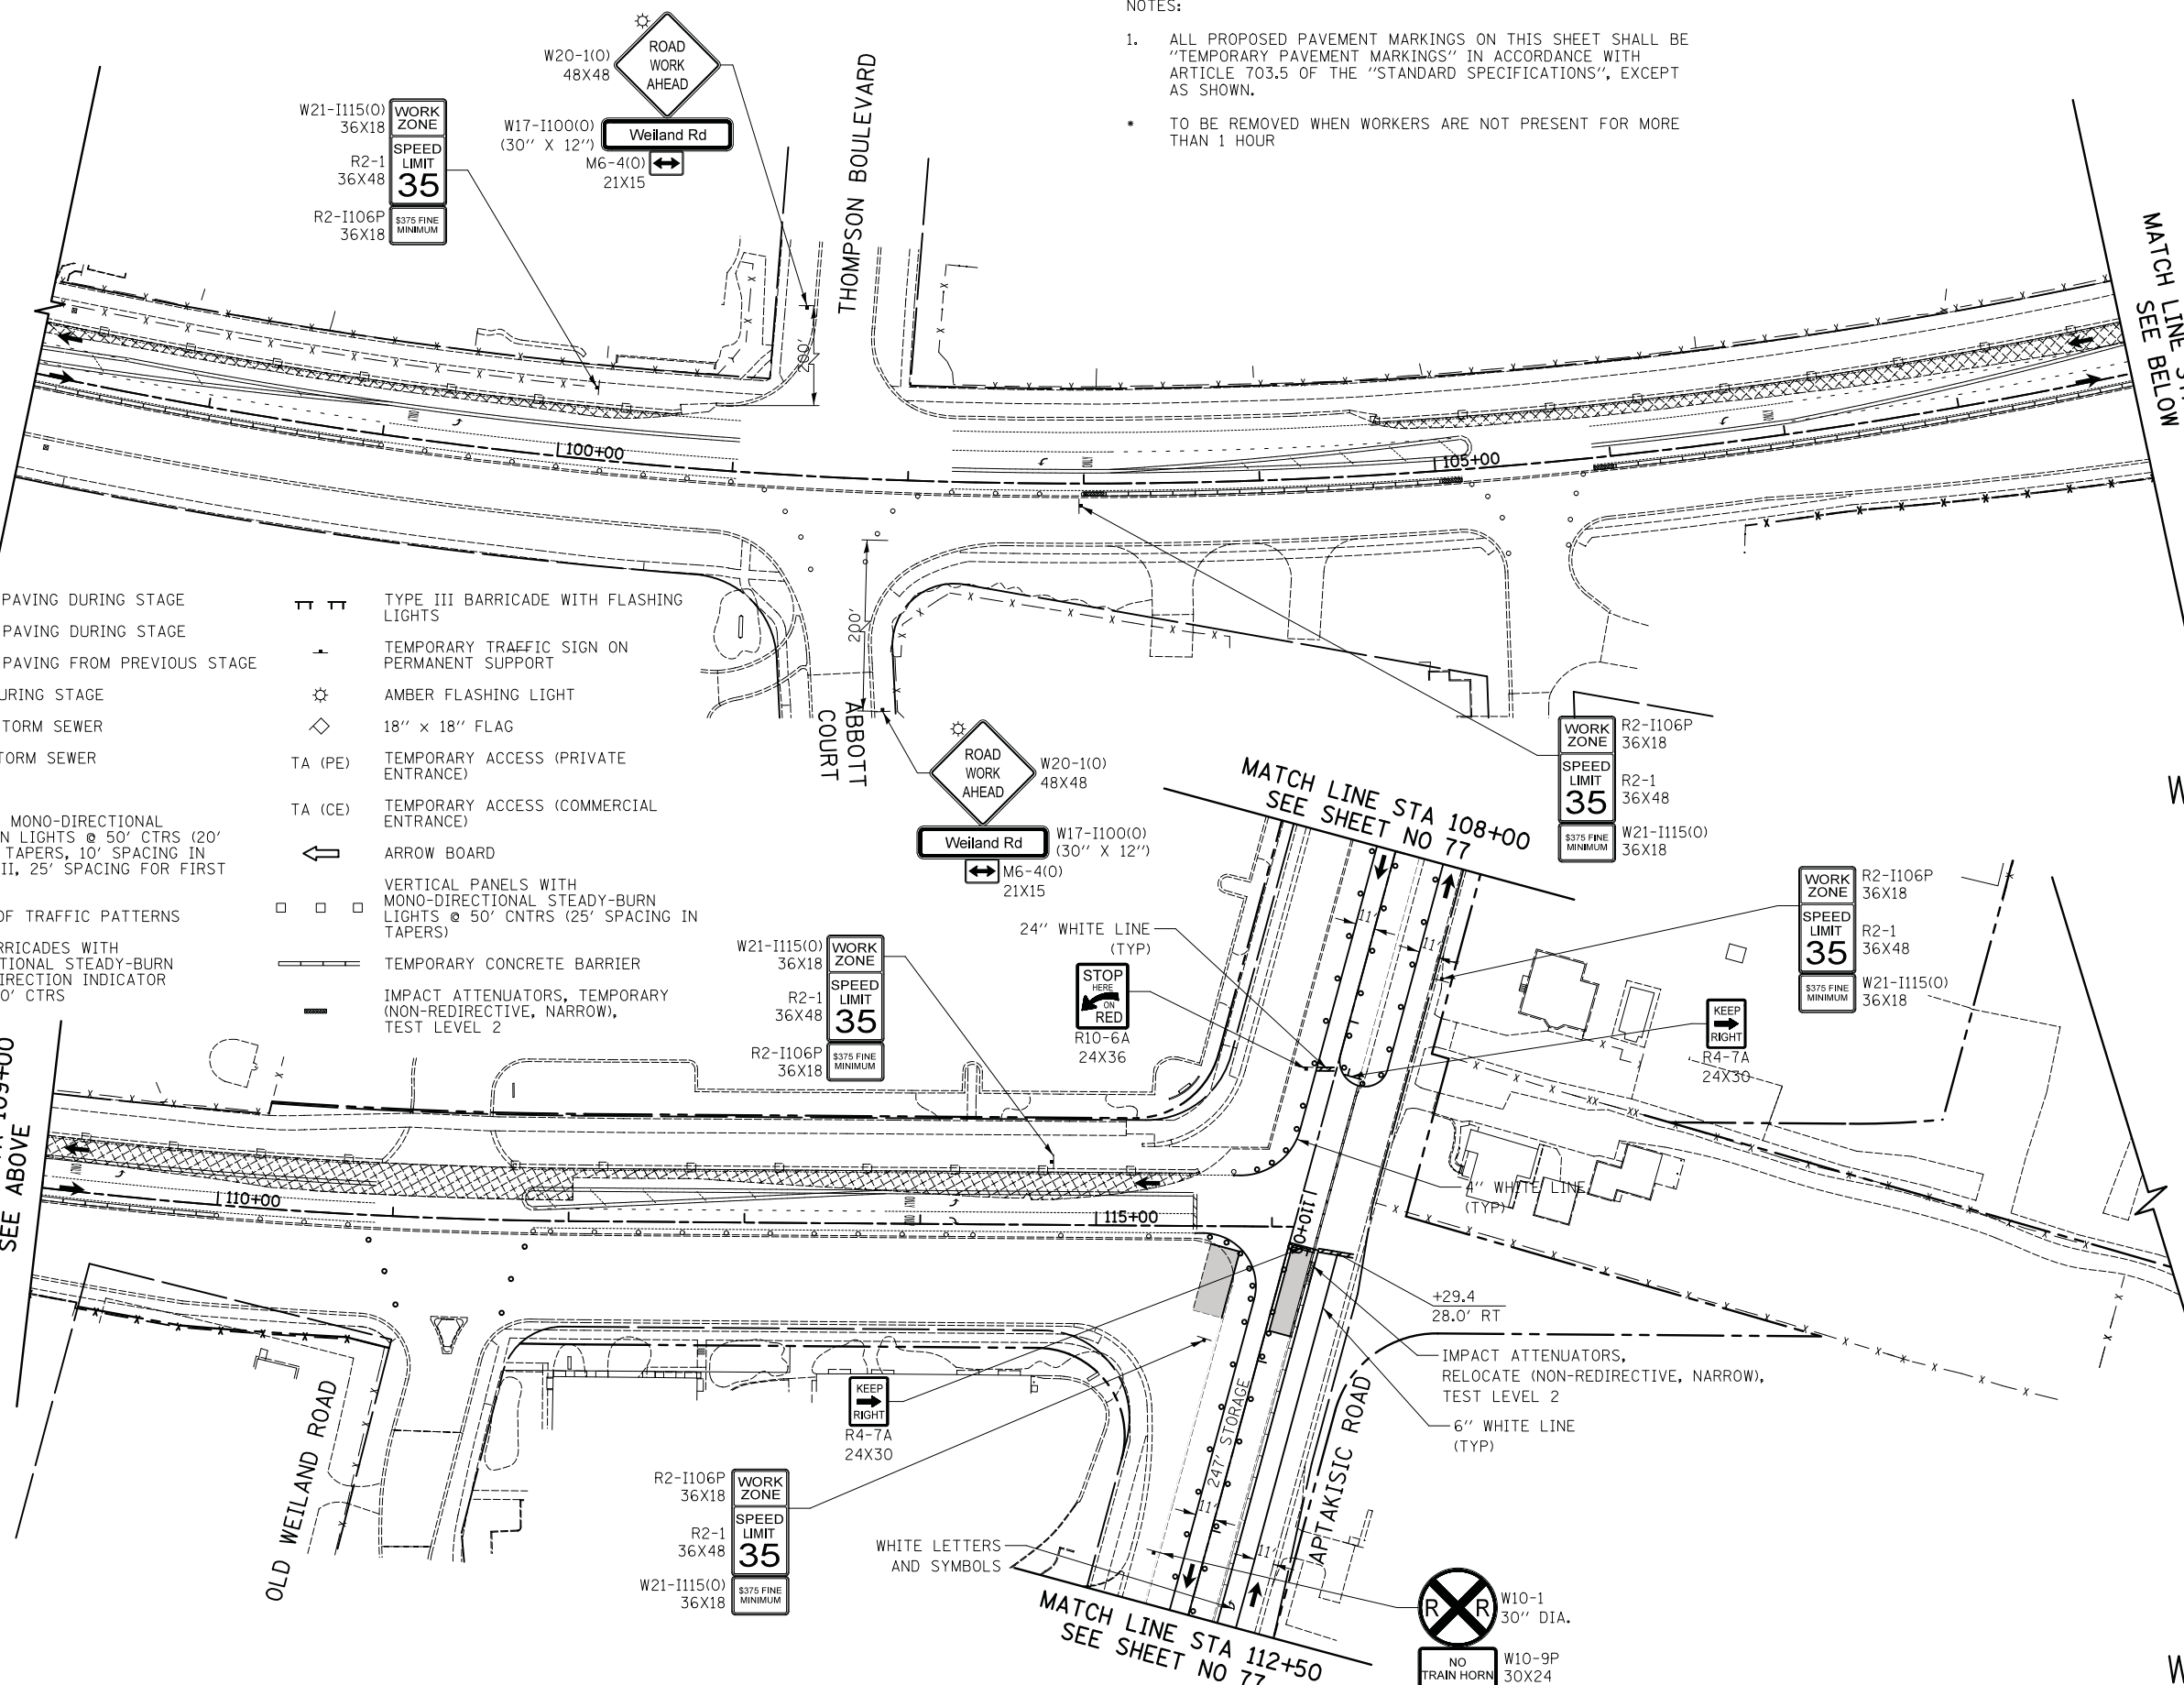 NOTES:
1. ALL PROPOSED PAVEMENT MARKINGS ON THIS SHEET SHALL BE
"TEMPORARY PAVEMENT MARKINGS" IN ACCORDANCE WITH
ARTICLE 703.5 OF THE "STANDARD SPECIFICATIONS", EXCEPT
AS SHOWN.
* TO BE REMOVED WHEN WORKERS ARE NOT PRESENT FOR MORE
THAN 1 HOUR
W20-1(O)
48X48
ROAD
WORK
AHEAD
W17-I100(O)
(30" X 12")
Weiland Rd
M6-4(O)
21X15
W21-I115(O)
36X18
WORK
ZONE
R2-1
36X48
SPEED
LIMIT
35
R2-I106P
36X18
$375 FINE
MINIMUM
THOMPSON BOULEVARD
200'
MATCH LINE
SEE BELOW
ONLY
100+00
ONLY
105+00
ONLY
200'
ABBOTT
COURT
PAVING DURING STAGE
PAVING DURING STAGE
PAVING FROM PREVIOUS STAGE
URING STAGE
TORM SEWER
TORM SEWER
MONO-DIRECTIONAL
N LIGHTS @ 50' CTRS (20'
TAPERS, 10' SPACING IN
II, 25' SPACING FOR FIRST
OF TRAFFIC PATTERNS
RRICADES WITH
TIONAL STEADY-BURN
IRECTION INDICATOR
0' CTRS
TYPE III BARRICADE WITH FLASHING
LIGHTS
TEMPORARY TRAFFIC SIGN ON
PERMANENT SUPPORT
AMBER FLASHING LIGHT
18" x 18" FLAG
TA (PE) TEMPORARY ACCESS (PRIVATE
ENTRANCE)
TA (CE) TEMPORARY ACCESS (COMMERCIAL
ENTRANCE)
ARROW BOARD
VERTICAL PANELS WITH
MONO-DIRECTIONAL STEADY-BURN
LIGHTS @ 50' CNTRS (25' SPACING IN
TAPERS)
TEMPORARY CONCRETE BARRIER
IMPACT ATTENUATORS, TEMPORARY
(NON-REDIRECTIVE, NARROW),
TEST LEVEL 2
ROAD
WORK
AHEAD
W20-1(O)
48X48
Weiland Rd
W17-I100(O)
(30" X 12")
M6-4(O)
21X15
WORK
ZONE
R2-I106P
36X18
SPEED
LIMIT
35
R2-1
36X48
$375 FINE
MINIMUM
W21-I115(O)
36X18
MATCH LINE STA 108+00
SEE SHEET NO 77
WORK
ZONE
R2-I106P
36X18
SPEED
LIMIT
35
R2-1
36X48
$375 FINE
MINIMUM
W21-I115(O)
36X18
24" WHITE LINE
(TYP)
STOP
HERE
ON
RED
R10-6A
24X36
11'
11'
KEEP
RIGHT
R4-7A
24X30
W21-I115(O)
36X18
WORK
ZONE
R2-1
36X48
SPEED
LIMIT
35
R2-I106P
36X18
$375 FINE
MINIMUM
109+00
SEE ABOVE
ONLY
110+00
ONLY
115+00
4" WHITE LINE
(TYP)
110+00
+29.4
28.0' RT
IMPACT ATTENUATORS,
RELOCATE (NON-REDIRECTIVE, NARROW),
TEST LEVEL 2
6" WHITE LINE
(TYP)
OLD WEILAND ROAD
KEEP
RIGHT
R4-7A
24X30
247' STORAGE
11'
11'
APTAKISIC ROAD
R2-I106P
36X18
WORK
ZONE
R2-1
36X48
SPEED
LIMIT
35
W21-I115(O)
36X18
$375 FINE
MINIMUM
WHITE LETTERS
AND SYMBOLS
MATCH LINE STA 112+50
SEE SHEET NO 77
R R
W10-1
30" DIA.
NO
TRAIN HORN
W10-9P
30X24
W
W